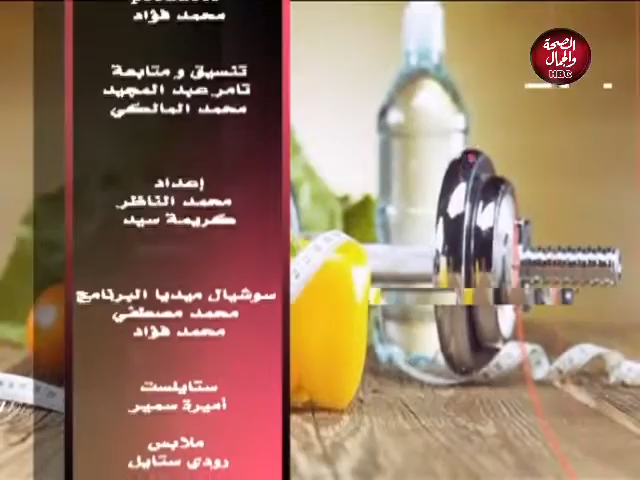 محمد فؤاد
تنسيق و متابعة
تامر عبد المجيد
محمد المالكي
إعداد
محمد الناظر
كريمة سيد
سوشيال ميديا البرنامج
محمد مصطفي
محمد فؤاد
ستايلست
أميرة سمير
ملابس
رودي ستايل
الصحة
والجمال
HBC